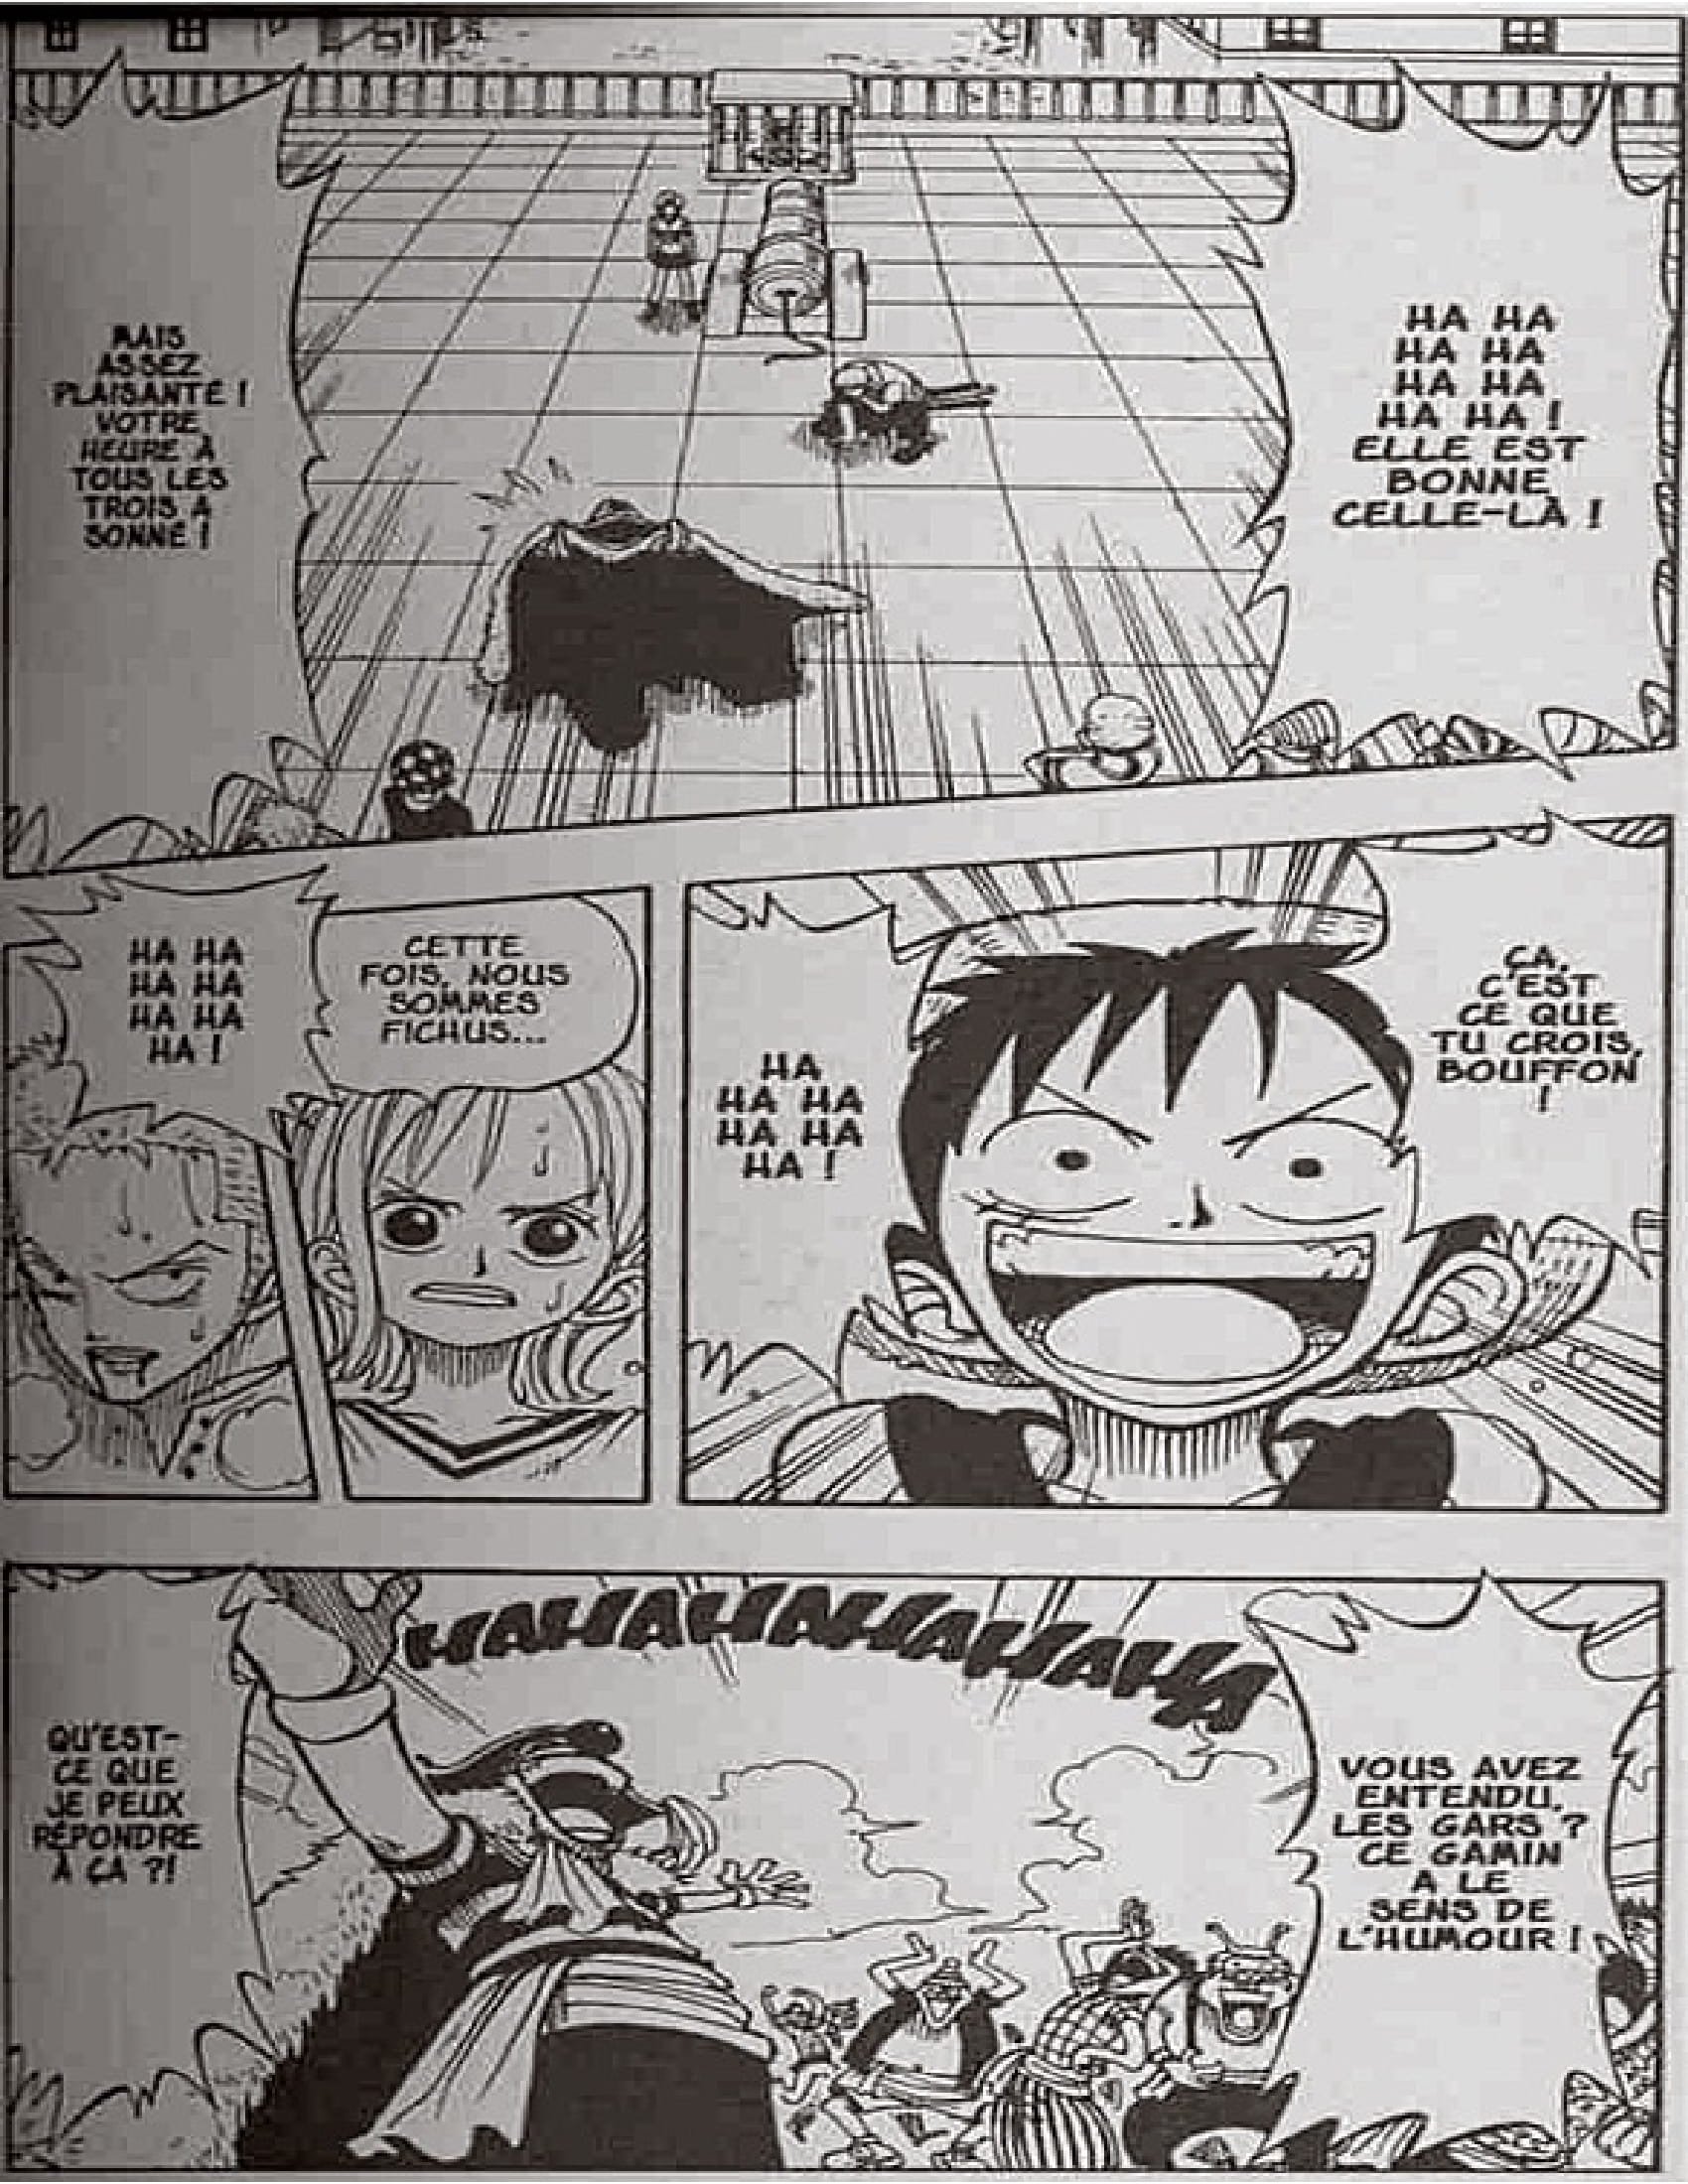 HA HA
HA HA
HA HA
HA HA !
ELLE EST
BONNE
CELLE-LÀ !
MAIS
ASSEZ
PLAISANTÉ !
VOTRE
HEURE À
TOUS LES
TROIS A
SONNÉ !
ÇA,
C'EST
CE QUE
TU CROIS,
BOUFFON
!
HA
HA HA
HA HA
HA !
CETTE
FOIS, NOUS
SOMMES
FICHUS...
HA HA
HA HA
HA HA
HA !
VOUS AVEZ
ENTENDU,
LES GARS ?
CE GAMIN
A LE
SENS DE
L'HUMOUR !
HAHAHAHAHAHAHA
QU'EST-
CE QUE
JE PEUX
RÉPONDRE
À ÇA ?!